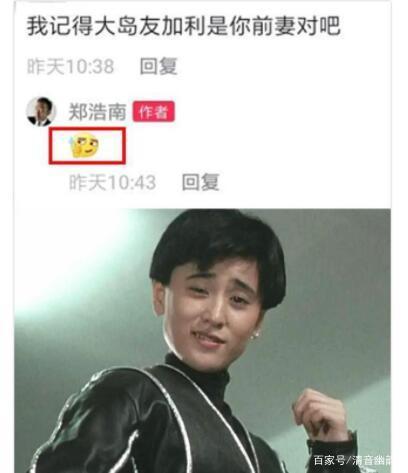 我记得大岛友加利是你前妻对吧
昨天10:38 回复
郑浩南 作者
昨天10:43 回复
百家号/清音幽韵